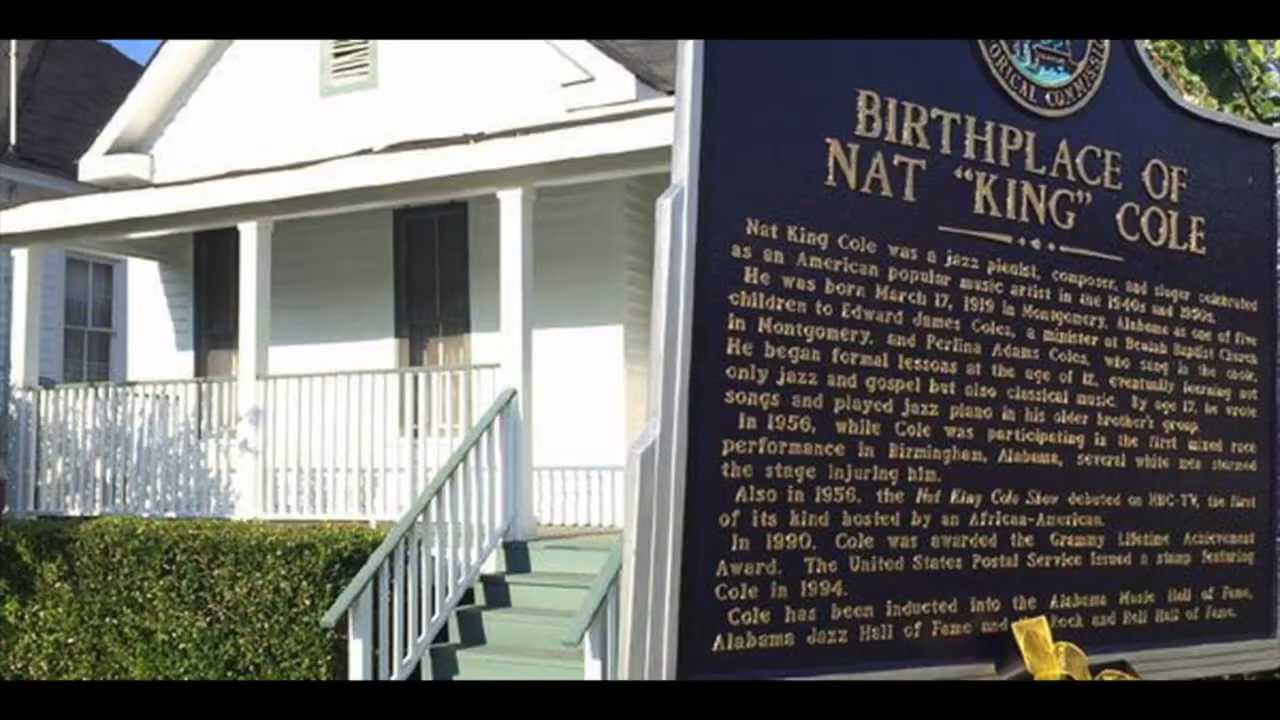 ORICAL COMMISS
BIRTHPLACE OF
NAT "KING" COLE
Nat King Cole was a jazz pianist, composer, and singer celebrated
as an American popular music artist in the 1940s and 1950s.
He was born March 17, 1919 in Montgomery, Alabama as one of five
children to Edward James Coles, a minister at Beulah Baptist Church
in Montgomery, and Perlina Adams Coles, who sang in the choir.
He began formal lessons at the age of 12, eventually learning not
only jazz and gospel but also classical music. By age 17, he wrote
songs and played jazz piano in his older brother's group.
In 1956, while Cole was participating in the first mixed race
performance in Birmingham, Alabama, several white men stormed
the stage injuring him.
Also in 1956, the Nat King Cole Show debuted on NBC-TV, the first
of its kind hosted by an African-American.
In 1990, Cole was awarded the Grammy Lifetime Achievement
Award. The United States Postal Service issued a stamp featuring
Cole in 1994.
Cole has been inducted into the Alabama Music Hall of Fame,
Alabama Jazz Hall of Fame and Rock and Roll Hall of Fame.